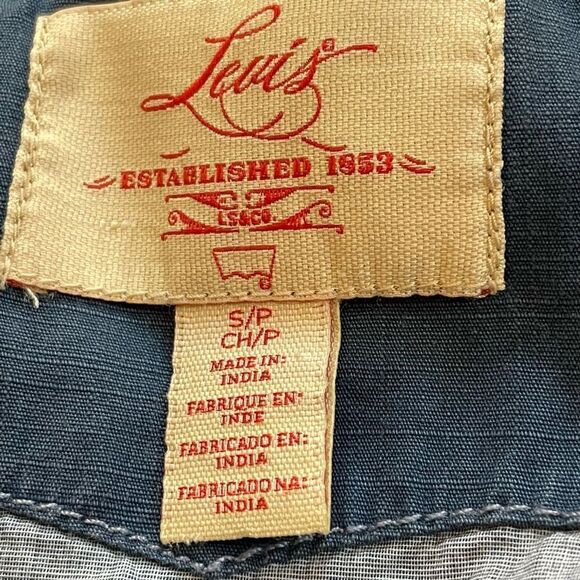 Levi's®
ESTABLISHED 1853
LS&CO.
S/P
CH/P
MADE IN:
INDIA
FABRIQUE EN:
INDE
FABRICADO EN:
INDIA
FABRICADO NA:
INDIA